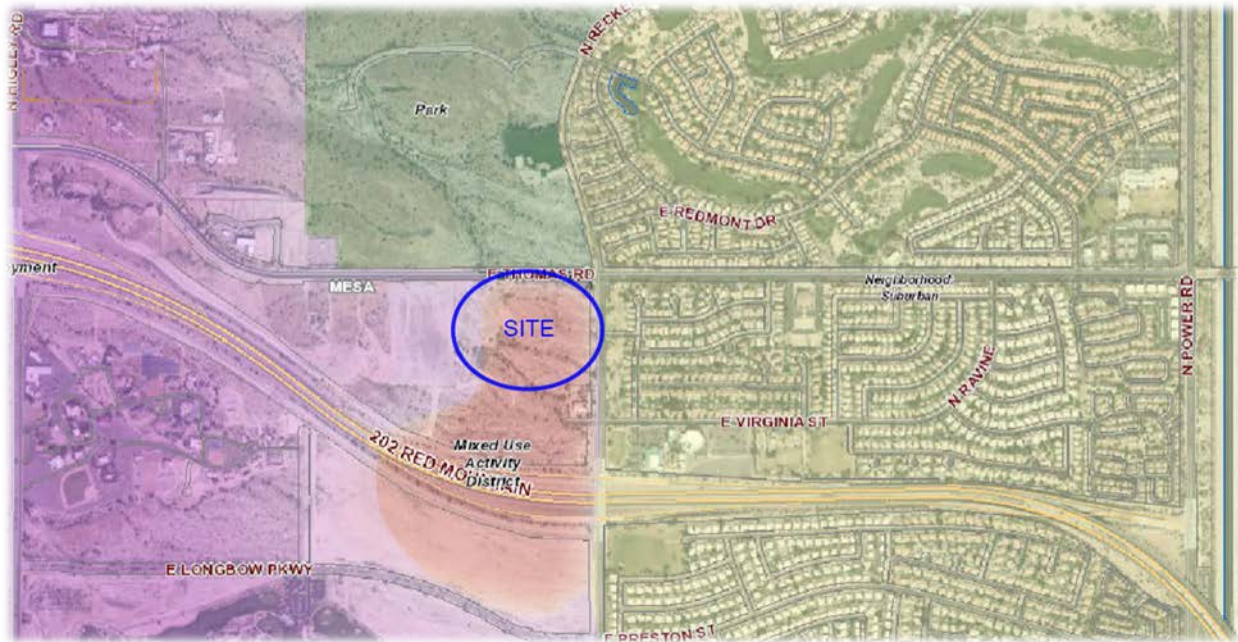 N HIGLEY RD
N RECKE
Park
E REDMONT DR
E THOMAS RD
yment
MESA
Neighborhood
Suburban
SITE
N POWER RD
N RAVINE
E VIRGINIA ST
202 RED MOUNTAIN
Mixed Use
Activity
District
E LONGBOW PKWY
E PRESTON ST